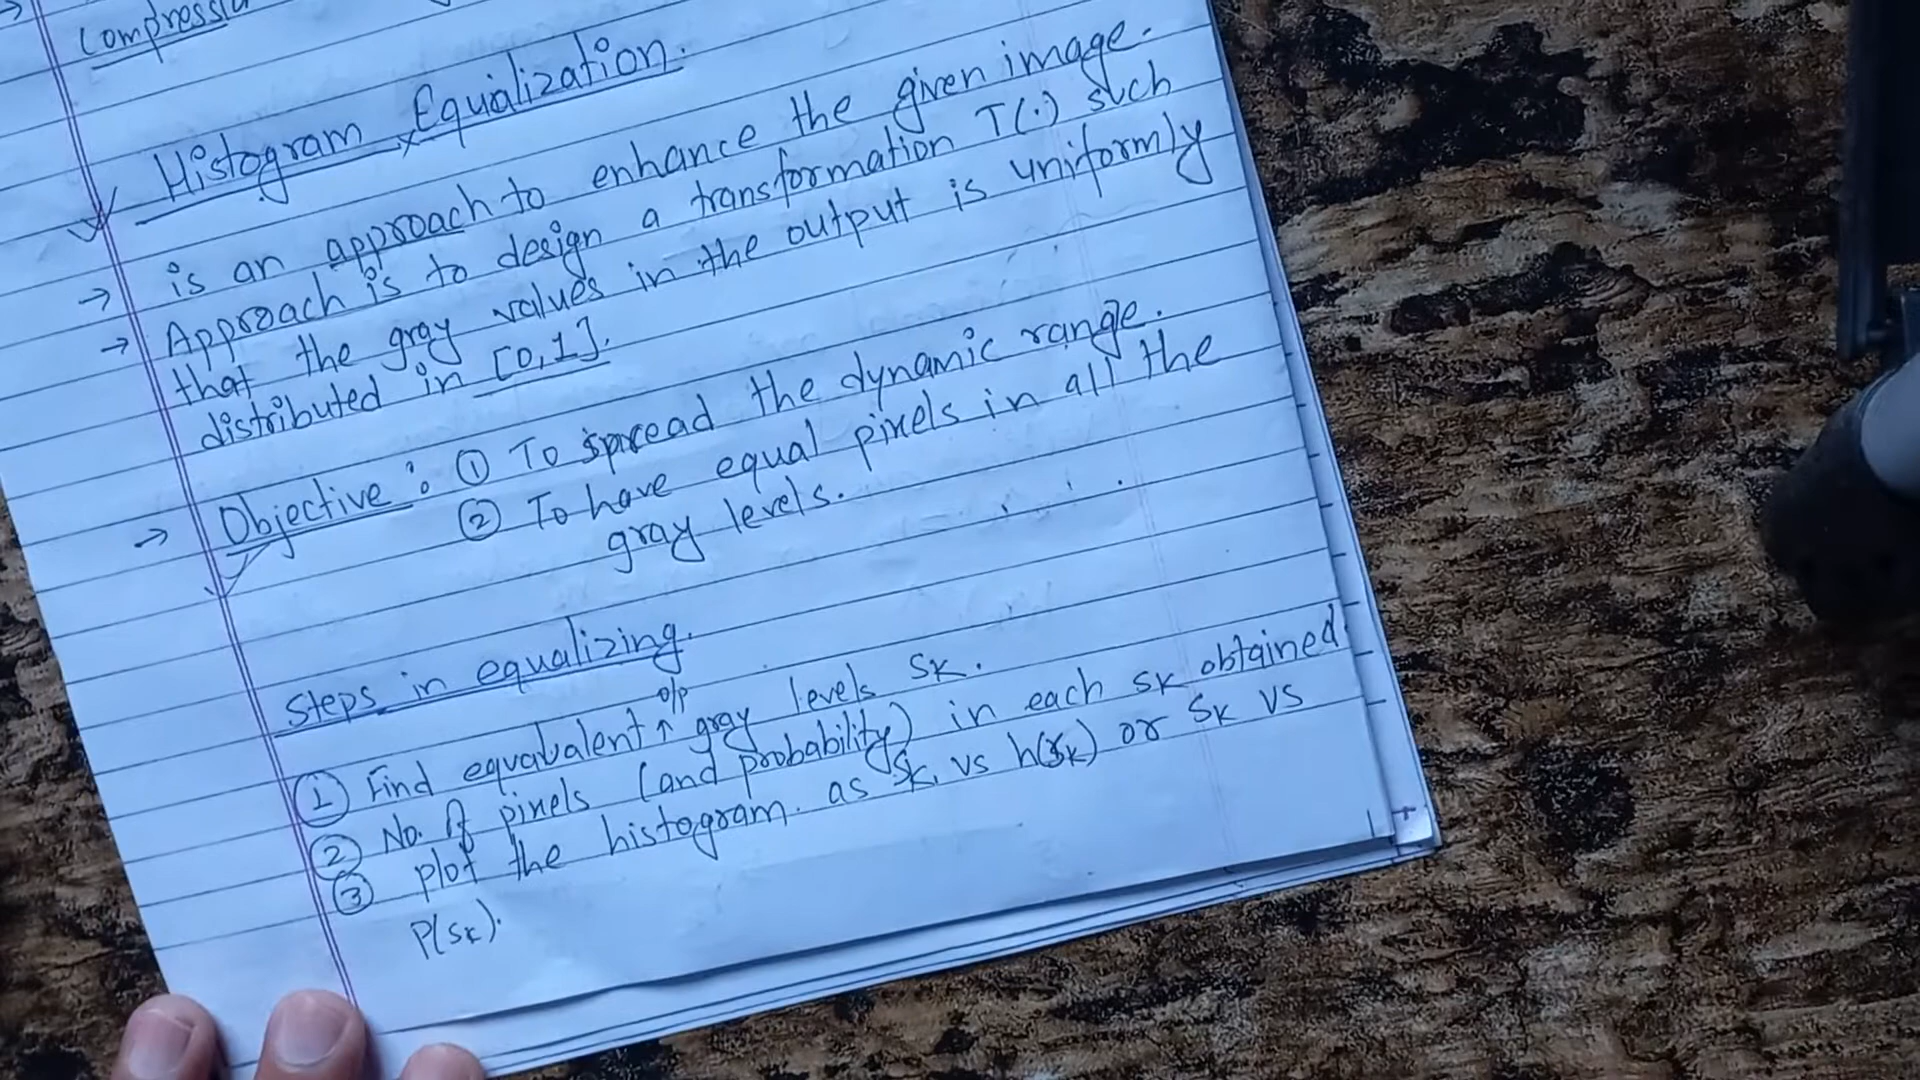 Compressi
Histogram Equalization.
→ is an approach to enhance the given image.
→ Approach is to design a transformation T(·) such
that the gray values in the output is uniformly
distributed in [0,1].
→ Objective : ① To spread the dynamic range.
② To have equal pixels in all the
gray levels.
Steps in equalizing.
o/p
① Find equavalent ↑ gray levels Sk.
② No. of pixels (and probability) in each Sk obtained.
③ plot the histogram. as Sk vs h(sk) or Sk vs
P(Sk).